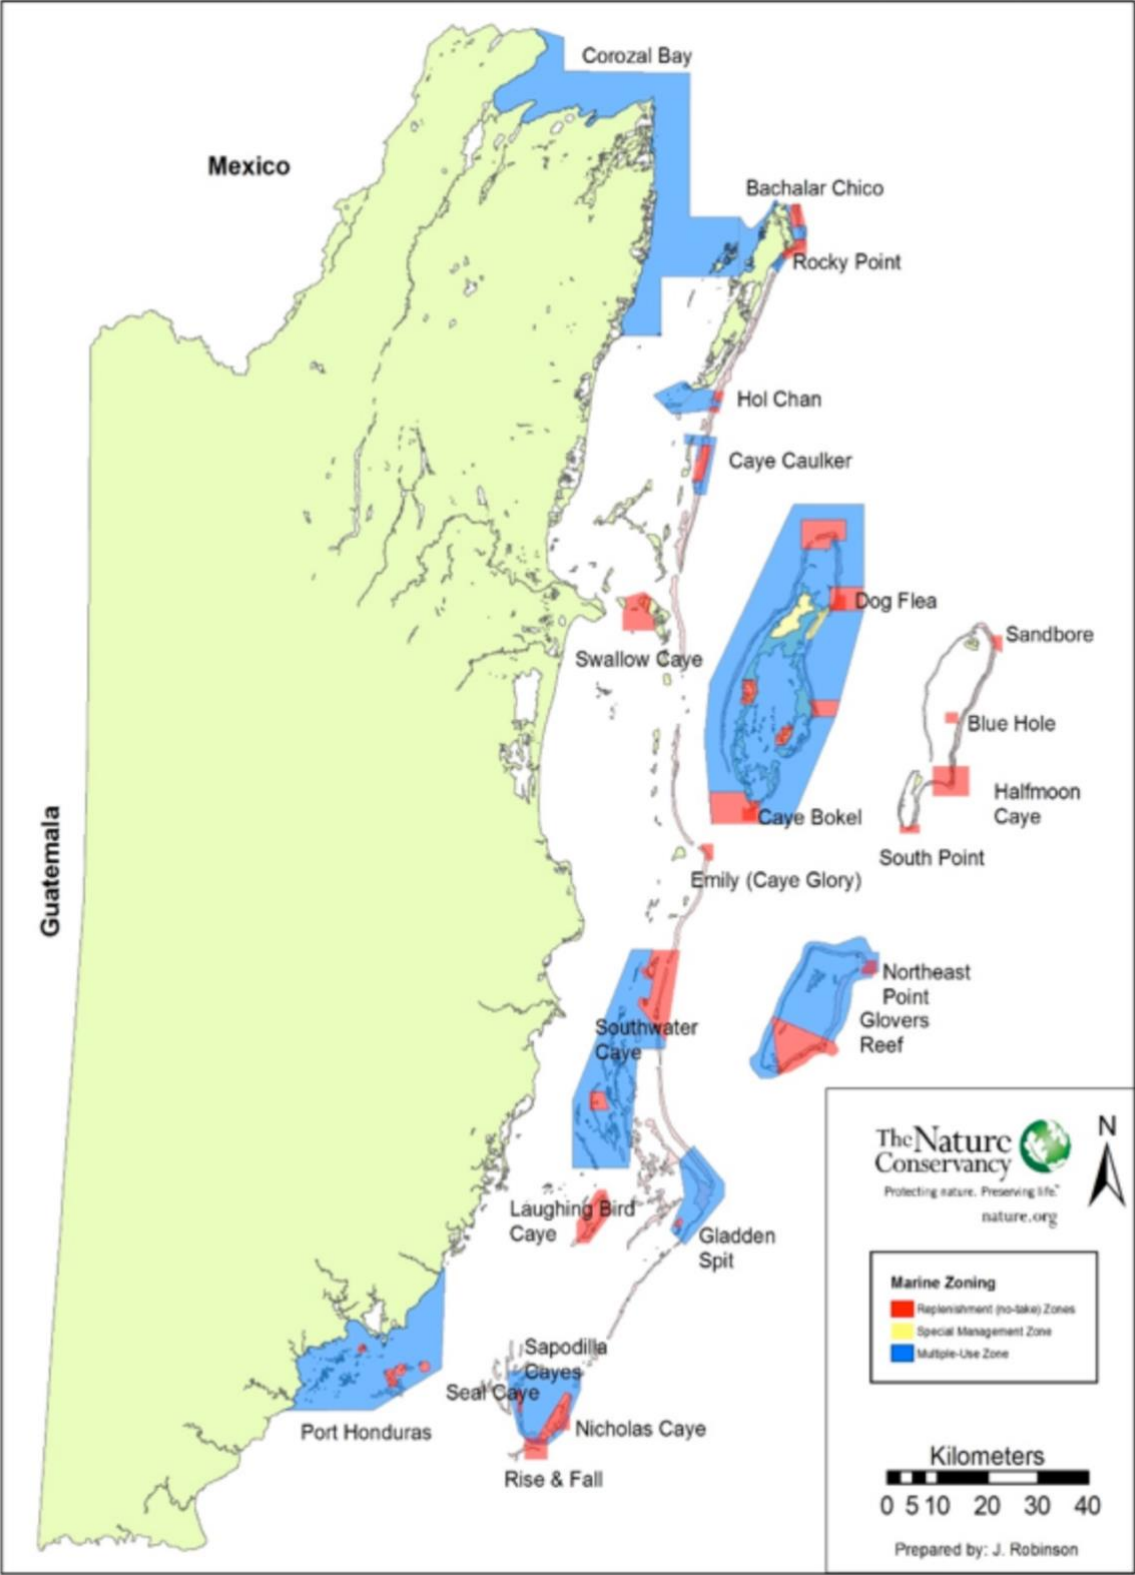 Corozal Bay
Mexico
Bachalar Chico
Rocky Point
Hol Chan
Caye Caulker
Dog Flea
Sandbore
Swallow Caye
Blue Hole
Halfmoon
Caye
Caye Bokel
South Point
Guatemala
Emily (Caye Glory)
Northeast
Point
Glovers
Reef
Southwater
Caye
Laughing Bird
Caye
Gladden
Spit
Sapodilla
Cayes
Seal Caye
Nicholas Caye
Port Honduras
Rise & Fall
N
The Nature
Conservancy
Protecting nature. Preserving life.™
nature.org
Marine Zoning
Replenishment (no-take) Zones
Special Management Zone
Multiple-Use Zone
Kilometers
0 5 10 20 30 40
Prepared by: J. Robinson